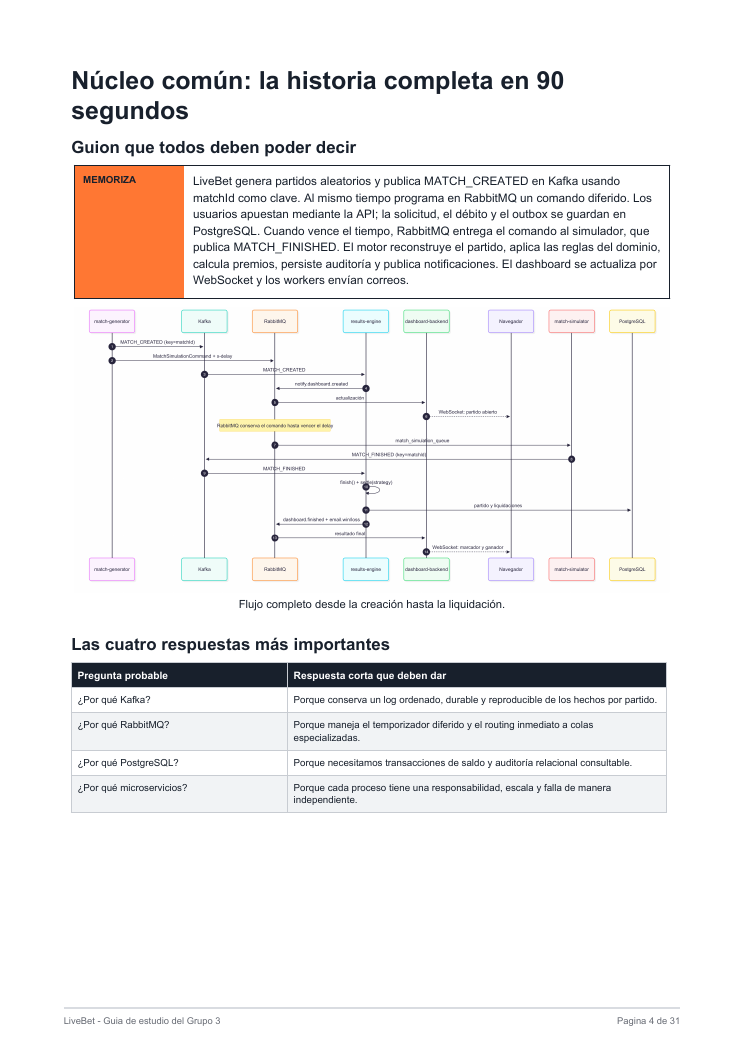 Núcleo común: la historia completa en 90
segundos
Guion que todos deben poder decir
MEMORIZA
LiveBet genera partidos aleatorios y publica MATCH_CREATED en Kafka usando
matchId como clave. Al mismo tiempo programa en RabbitMQ un comando diferido. Los
usuarios apuestan mediante la API; la solicitud, el débito y el outbox se guardan en
PostgreSQL. Cuando vence el tiempo, RabbitMQ entrega el comando al simulador, que
publica MATCH_FINISHED. El motor reconstruye el partido, aplica las reglas del dominio,
calcula premios, persiste auditoría y publica notificaciones. El dashboard se actualiza por
WebSocket y los workers envían correos.
match-generator
Kafka
RabbitMQ
results-engine
dashboard-backend
Navegador
match-simulator
PostgreSQL
MATCH_CREATED (key=matchId)
MatchSimulationCommand + x-delay
MATCH_CREATED
notify.dashboard.created
actualización
WebSocket: partido abierto
RabbitMQ conserva el comando hasta vencer el delay
match_simulation_queue
MATCH_FINISHED (key=matchId)
MATCH_FINISHED
finish() + settle(strategy)
partido y liquidaciones
dashboard.finished + email.win/loss
resultado final
WebSocket: marcador y ganador
match-generator
Kafka
RabbitMQ
results-engine
dashboard-backend
Navegador
match-simulator
PostgreSQL
Flujo completo desde la creación hasta la liquidación.
Las cuatro respuestas más importantes
Pregunta probable
Respuesta corta que deben dar
¿Por qué Kafka?
Porque conserva un log ordenado, durable y reproducible de los hechos por partido.
¿Por qué RabbitMQ?
Porque maneja el temporizador diferido y el routing inmediato a colas
especializadas.
¿Por qué PostgreSQL?
Porque necesitamos transacciones de saldo y auditoría relacional consultable.
¿Por qué microservicios?
Porque cada proceso tiene una responsabilidad, escala y falla de manera
independiente.
LiveBet - Guia de estudio del Grupo 3
Pagina 4 de 31